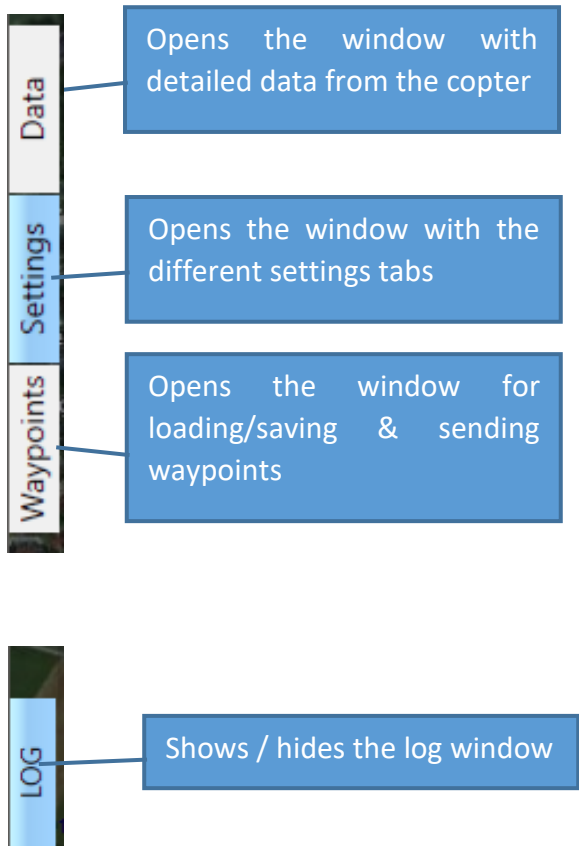 Data
Opens the window with
detailed data from the copter
Settings
Opens the window with the
different settings tabs
Waypoints
Opens the window for
loading/saving & sending
waypoints
LOG
Shows / hides the log window